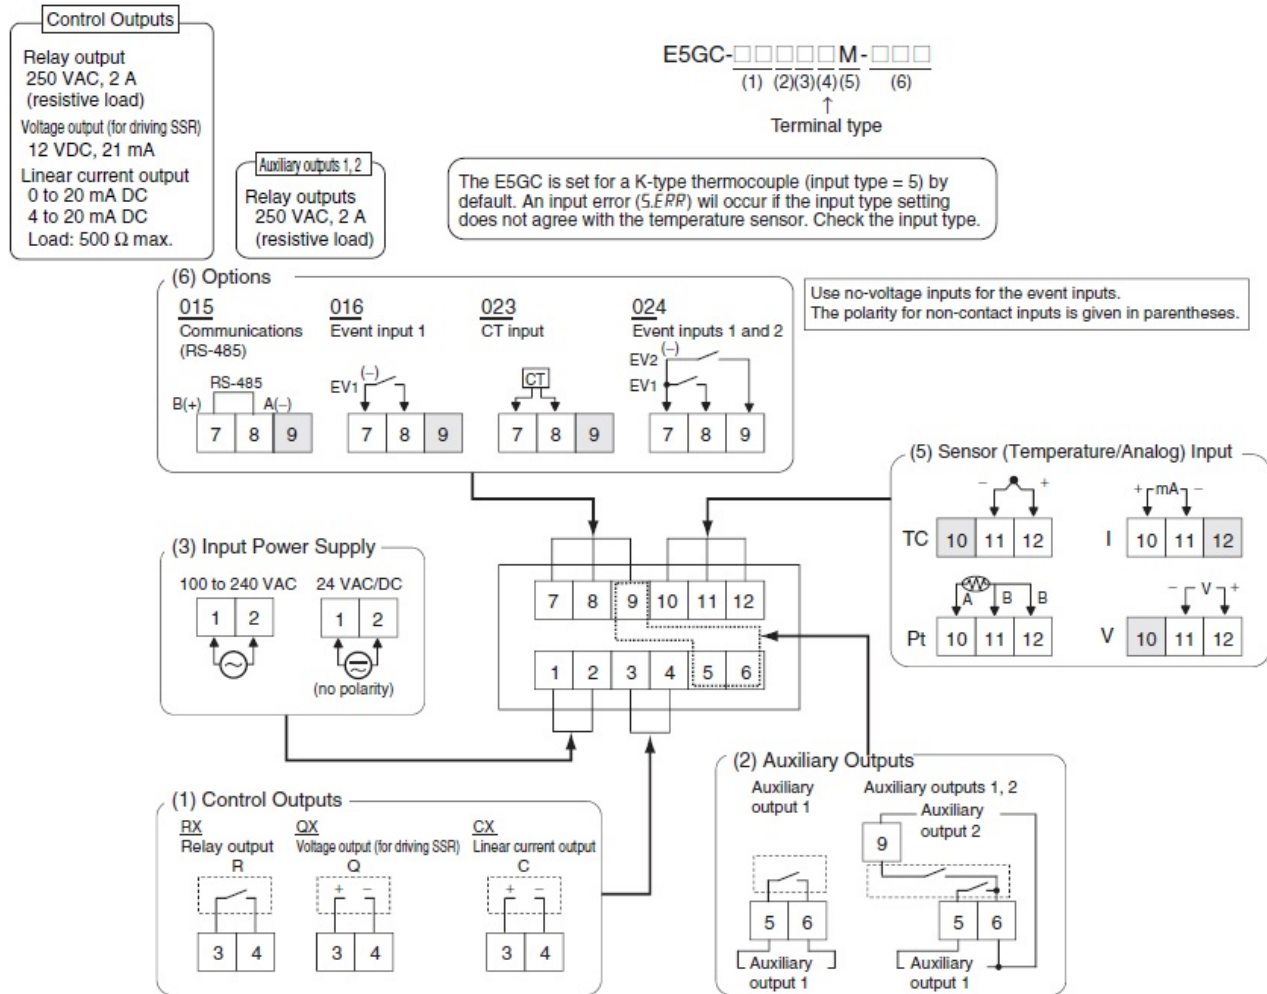 Control Outputs
Relay output
250 VAC, 2 A
(resistive load)
Voltage output (for driving SSR)
12 VDC, 21 mA
Linear current output
0 to 20 mA DC
4 to 20 mA DC
Load: 500 Ω max.
Auxiliary outputs 1, 2
Relay outputs
250 VAC, 2 A
(resistive load)
E5GC-□□□□□M-□□□
(1) (2)(3)(4)(5) (6)
↑
Terminal type
The E5GC is set for a K-type thermocouple (input type = 5) by
default. An input error (S.ERR) will occur if the input type setting
does not agree with the temperature sensor. Check the input type.
(6) Options
015
Communications
(RS-485)
RS-485
B(+) A(−)
7 8 9
016
Event input 1
(−)
EV1
7 8 9
023
CT input
CT
7 8 9
024
Event inputs 1 and 2
(−)
EV2
EV1
7 8 9
Use no-voltage inputs for the event inputs.
The polarity for non-contact inputs is given in parentheses.
(5) Sensor (Temperature/Analog) Input
− +
TC 10 11 12
+ mA −
I 10 11 12
A B B
Pt 10 11 12
− V +
V 10 11 12
(3) Input Power Supply
100 to 240 VAC
1 2
24 VAC/DC
1 2
(no polarity)
7 8 9 10 11 12
1 2 3 4 5 6
(1) Control Outputs
RX
Relay output
R
3 4
QX
Voltage output (for driving SSR)
Q
+ −
3 4
CX
Linear current output
C
+ −
3 4
(2) Auxiliary Outputs
Auxiliary
output 1
5 6
Auxiliary
output 1
Auxiliary outputs 1, 2
Auxiliary
output 2
9
5 6
Auxiliary
output 1